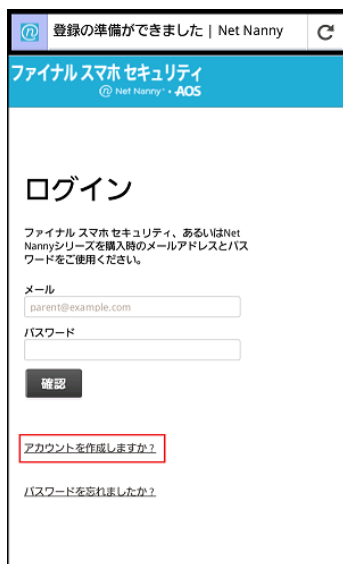 登録の準備ができました | Net Nanny
ファイナル スマホ セキュリティ
Net Nanny・AOS
ログイン
ファイナル スマホ セキュリティ、あるいはNet
Nannyシリーズを購入時のメールアドレスとパス
ワードをご使用ください。
メール
parent@example.com
パスワード
確認
アカウントを作成しますか？
パスワードを忘れましたか？